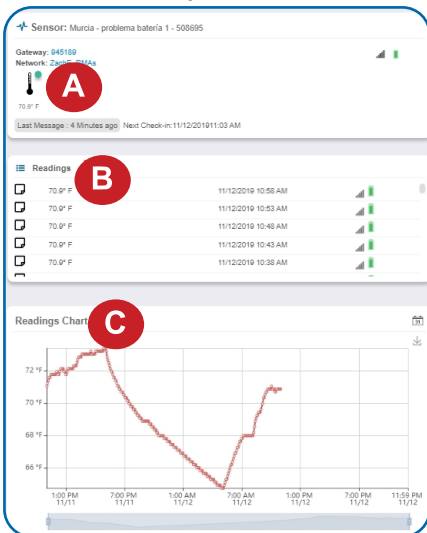 Sensor: Murcia - problema batería 1 - 508695
Gateway: 945189
Network: RMAs
A
70.9° F
Last Message : 4 Minutes ago Next Check-in:11/12/201911:03 AM
Readings
B
70.9° F 11/12/2019 10:58 AM
70.9° F 11/12/2019 10:53 AM
70.9° F 11/12/2019 10:48 AM
70.9° F 11/12/2019 10:43 AM
70.9° F 11/12/2019 10:38 AM
Readings Chart
C
31
72 °F
70 °F
68 °F
66 °F
1:00 PM 7:00 PM 1:00 AM 7:00 AM 1:00 PM 7:00 PM 11:59 PM
11/11 11/11 11/12 11/12 11/12 11/12 11/12